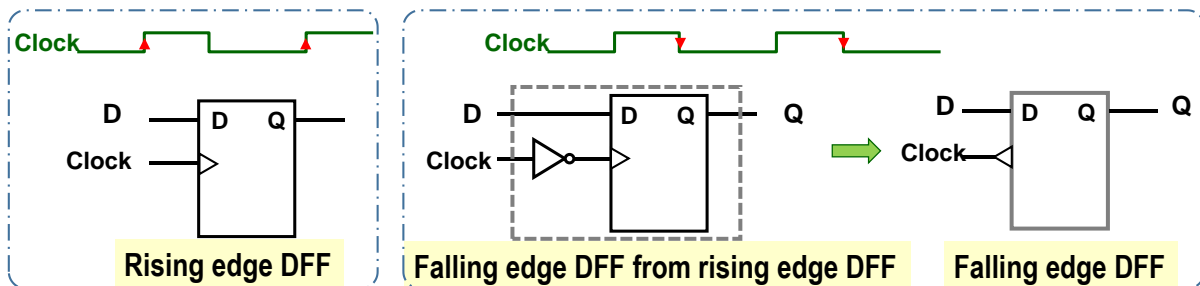 Clock
D
D Q
Clock
Rising edge DFF
Clock
D
D Q
Q
Clock
Falling edge DFF from rising edge DFF
D
D Q
Q
Clock
Falling edge DFF